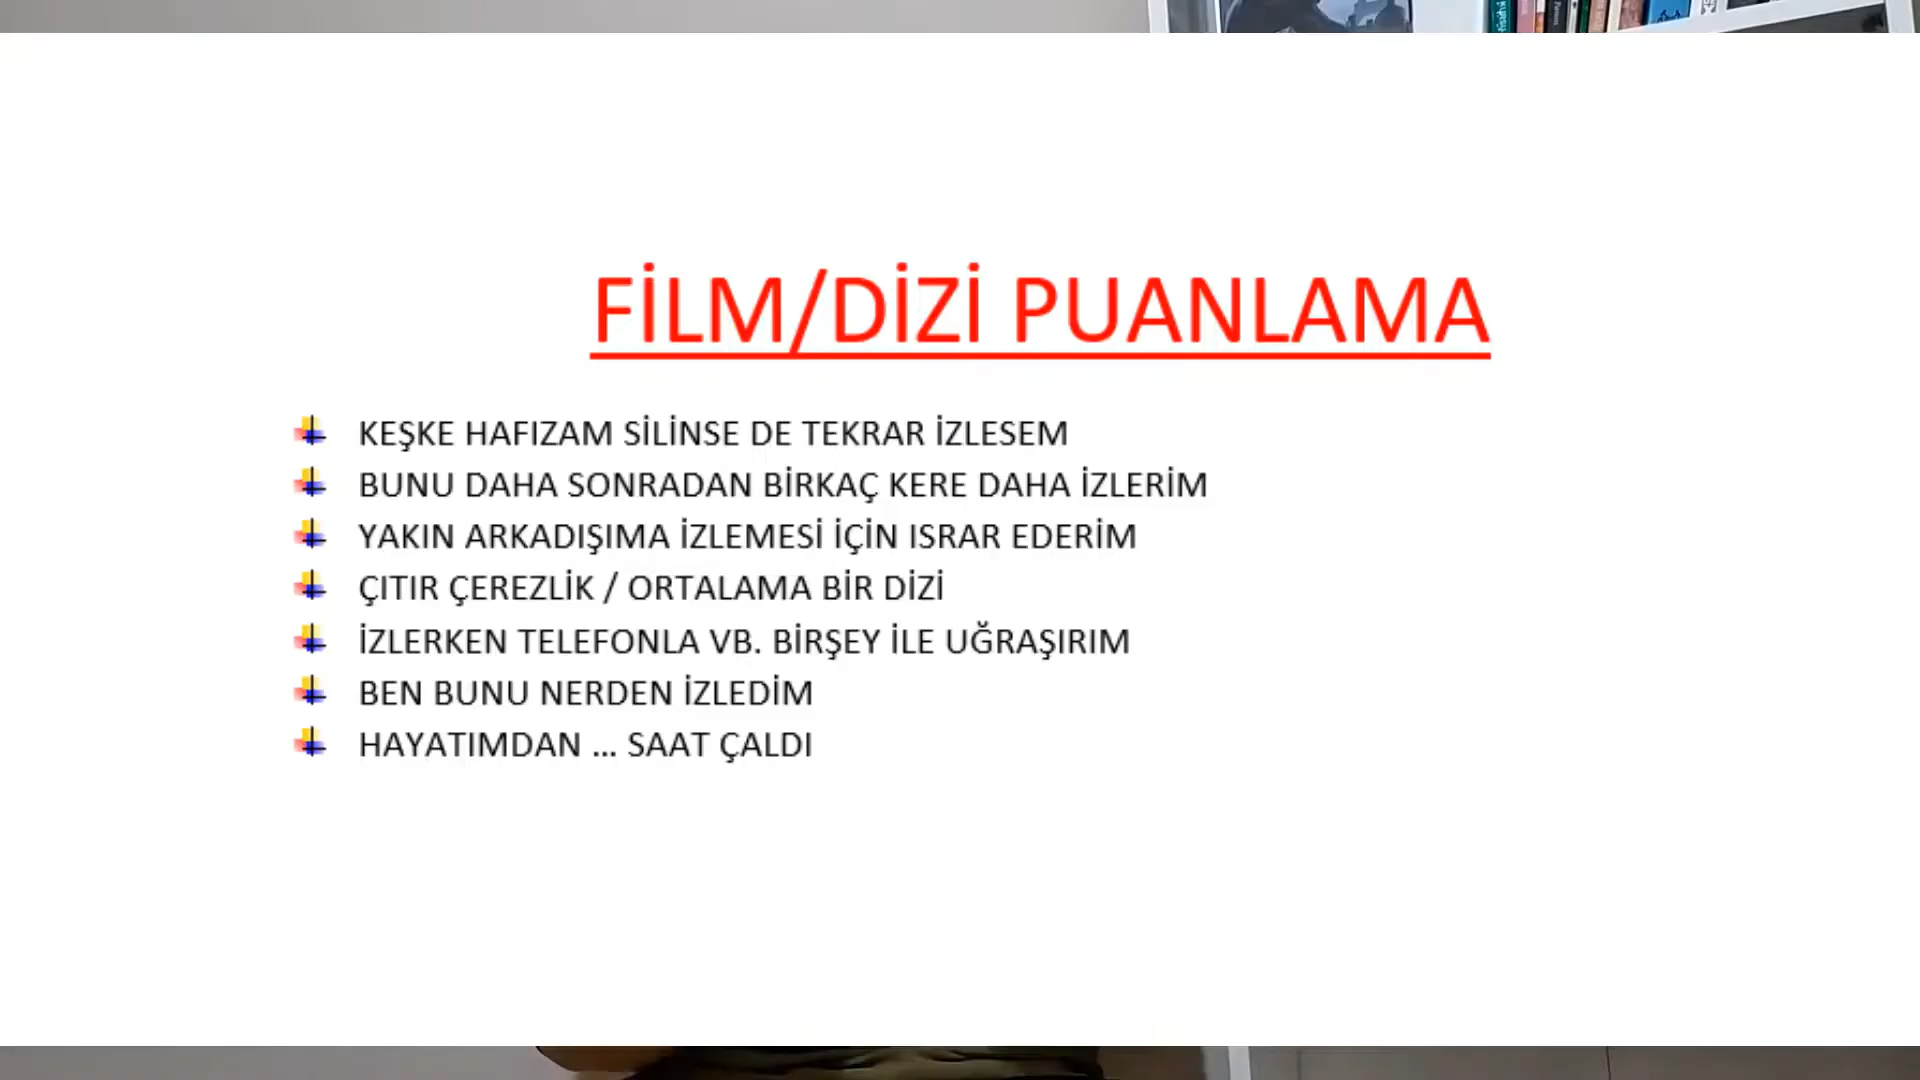 FİLM/DİZİ PUANLAMA
KEŞKE HAFIZAM SİLİNSE DE TEKRAR İZLESEM
BUNU DAHA SONRADAN BİRKAÇ KERE DAHA İZLERİM
YAKIN ARKADIŞIMA İZLEMESİ İÇİN ISRAR EDERİM
ÇITIR ÇEREZLİK / ORTALAMA BİR DİZİ
İZLERKEN TELEFONLA VB. BİRŞEY İLE UĞRAŞIRIM
BEN BUNU NERDEN İZLEDİM
HAYATIMDAN ... SAAT ÇALDI